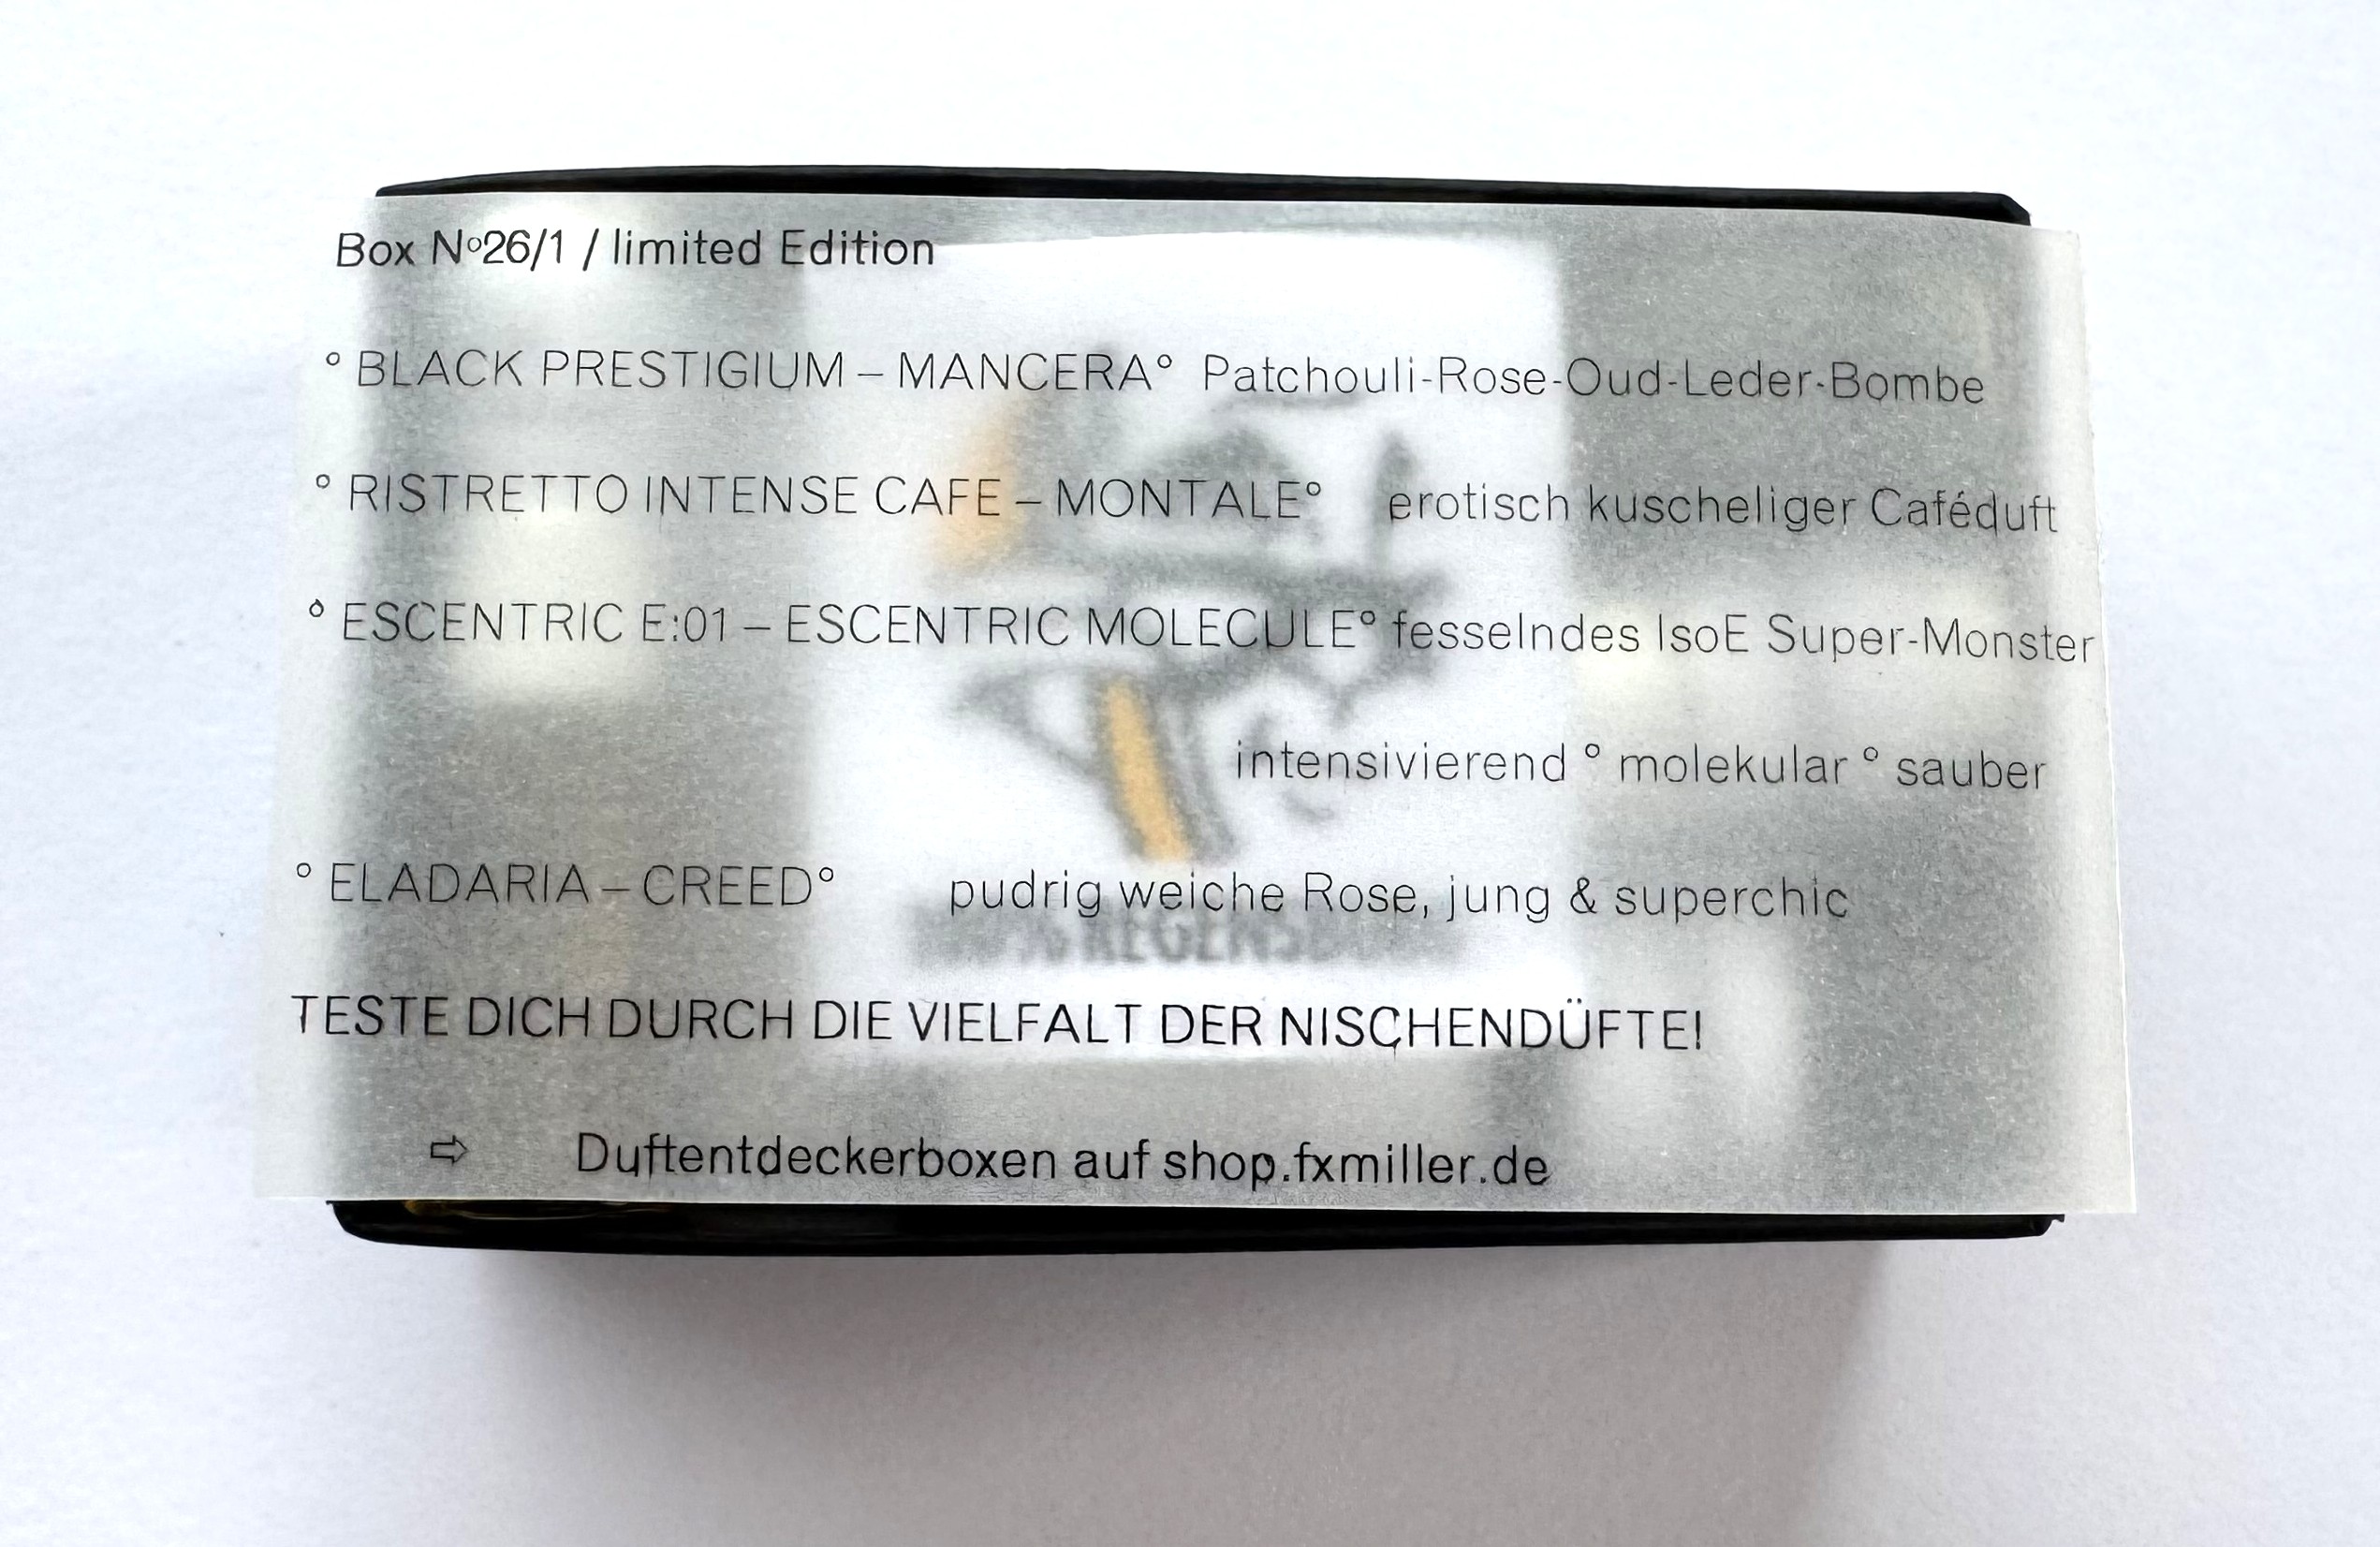 Box Nº26/1 / limited Edition
° BLACK PRESTIGIUM – MANCERA° Patchouli-Rose-Oud-Leder-Bombe
° RISTRETTO INTENSE CAFE – MONTALE° erotisch kuscheliger Caféduft
° ESCENTRIC E:01 – ESCENTRIC MOLECULE° fesselndes IsoE Super-Monster
intensivierend ° molekular ° sauber
° ELADARIA – CREED° pudrig weiche Rose, jung & superchic
TESTE DICH DURCH DIE VIELFALT DER NISCHENDÜFTE!
⇨ Duftentdeckerboxen auf shop.fxmiller.de